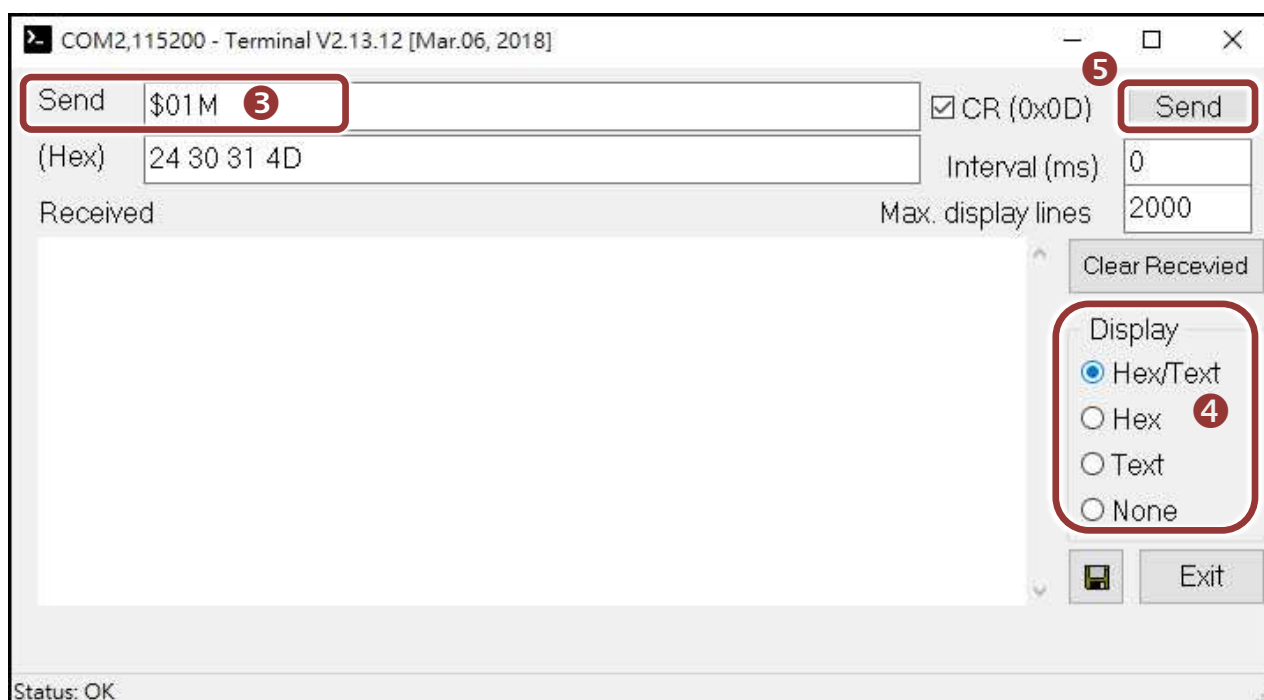 COM2,115200 - Terminal V2.13.12 [Mar.06, 2018]
5
Send $01M 3 CR (0x0D) Send
(Hex) 24 30 31 4D Interval (ms) 0
Received Max. display lines 2000
Clear Recevied
Display
Hex/Text
Hex 4
Text
None
Exit
Status: OK